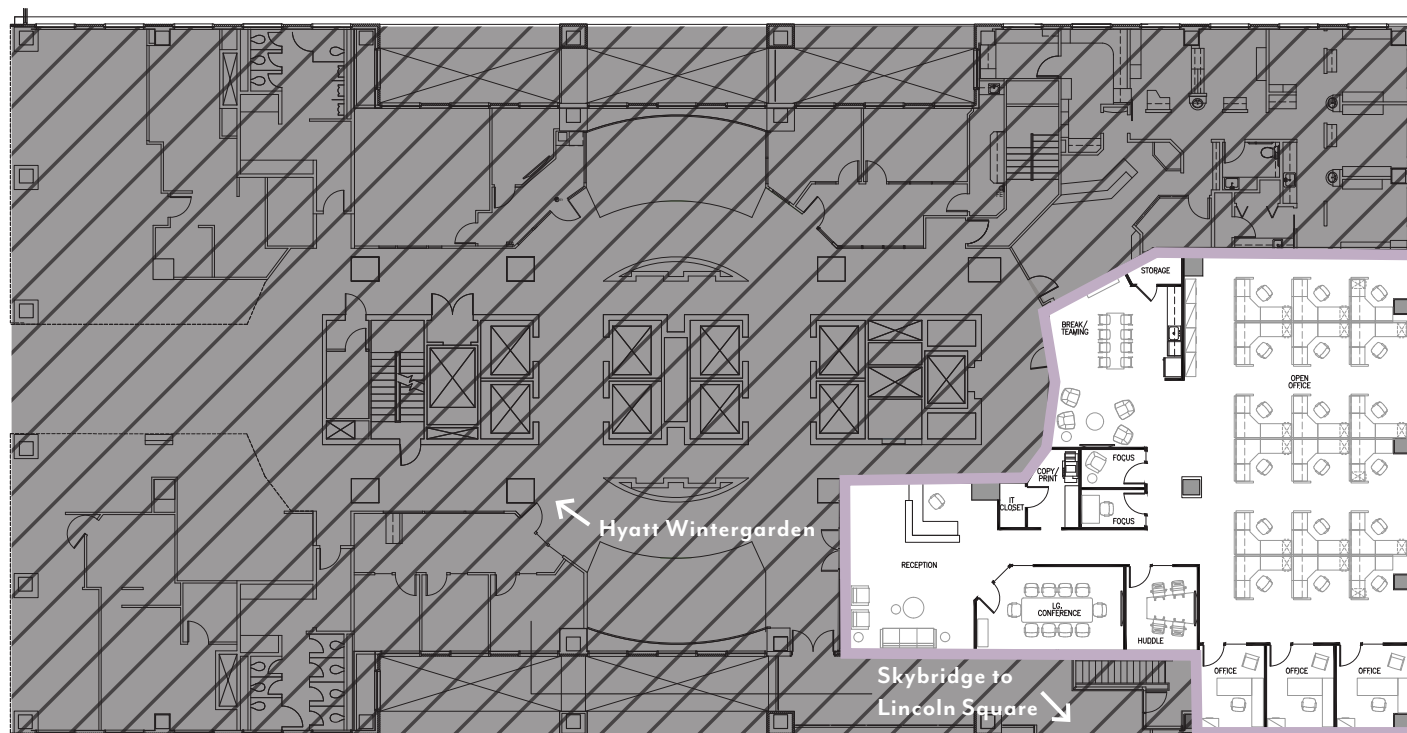 STORAGE
BREAK/
TEAMING
OPEN
OFFICE
FOCUS
COPY/
PRINT
IT
CLOSET
FOCUS
Hyatt Wintergarden
RECEPTION
LG.
CONFERENCE
HUDDLE
OFFICE
OFFICE
OFFICE
Skybridge to
Lincoln Square